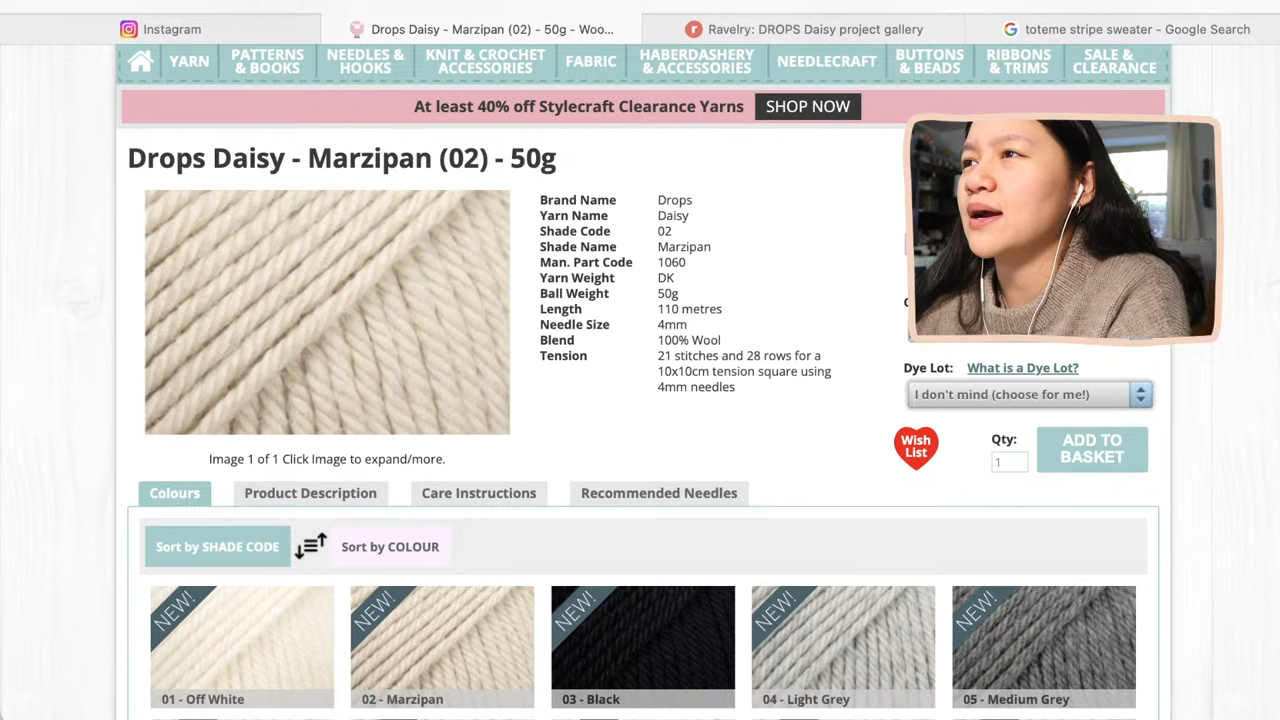 Instagram
Drops Daisy - Marzipan (02) - 50g - Woo...
Ravelry: DROPS Daisy project gallery
toteme stripe sweater - Google Search
YARN
PATTERNS
& BOOKS
NEEDLES &
HOOKS
KNIT & CROCHET
ACCESSORIES
FABRIC
HABERDASHERY
& ACCESSORIES
NEEDLECRAFT
BUTTONS
& BEADS
RIBBONS
& TRIMS
SALE &
CLEARANCE
At least 40% off Stylecraft Clearance Yarns SHOP NOW
Drops Daisy - Marzipan (02) - 50g
Brand Name Drops
Yarn Name Daisy
Shade Code 02
Shade Name Marzipan
Man. Part Code 1060
Yarn Weight DK
Ball Weight 50g
Length 110 metres
Needle Size 4mm
Blend 100% Wool
Tension 21 stitches and 28 rows for a
10x10cm tension square using
4mm needles
Dye Lot: What is a Dye Lot?
I don't mind (choose for me!)
Wish
List
Qty:
1
ADD TO
BASKET
Image 1 of 1 Click Image to expand/more.
Colours
Product Description
Care Instructions
Recommended Needles
Sort by SHADE CODE
Sort by COLOUR
NEW!
01 - Off White
NEW!
02 - Marzipan
NEW!
03 - Black
NEW!
04 - Light Grey
NEW!
05 - Medium Grey